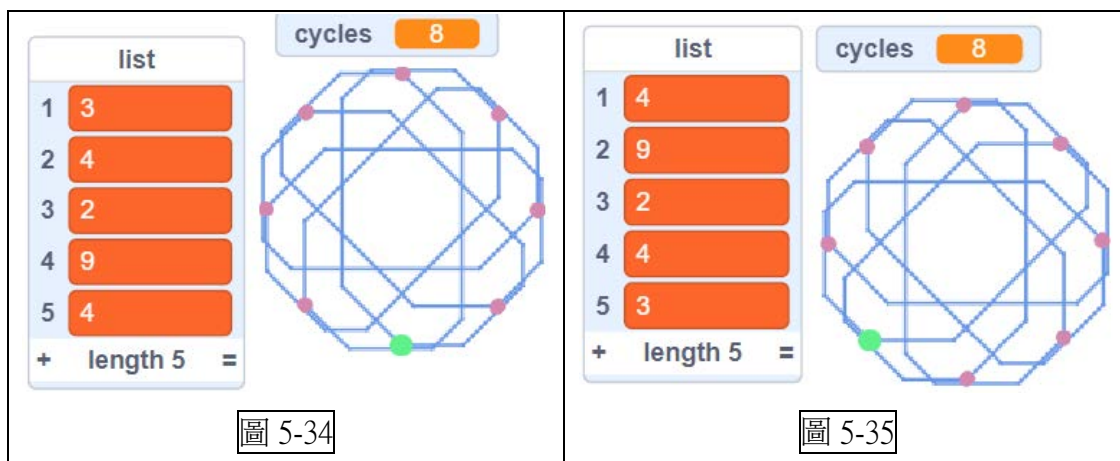 cycles 8
list
1 3
2 4
3 2
4 9
5 4
+ length 5 =
圖 5-34
cycles 8
list
1 4
2 9
3 2
4 4
5 3
+ length 5 =
圖 5-35